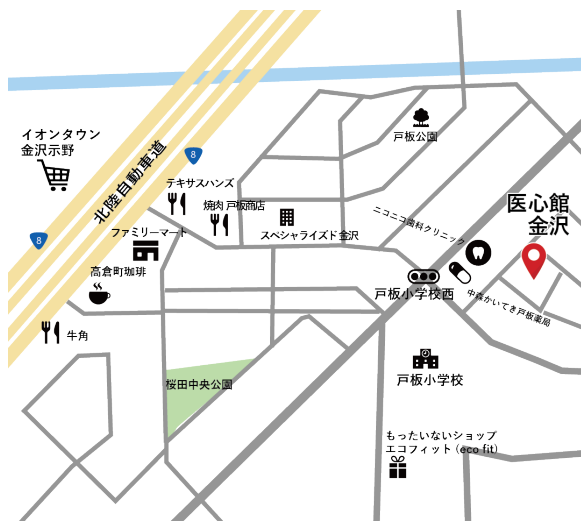 イオンタウン
金沢示野
北陸自動車道
8
8
戸板公園
テキサスハンズ
焼肉 戸板商店
スペシャライズド金沢
ニコニコ歯科クリニック
医心館
金沢
ファミリーマート
高倉町珈琲
戸板小学校西
中森かいてき戸板薬局
牛角
桜田中央公園
戸板小学校
もったいないショップ
エコフィット (eco fit)